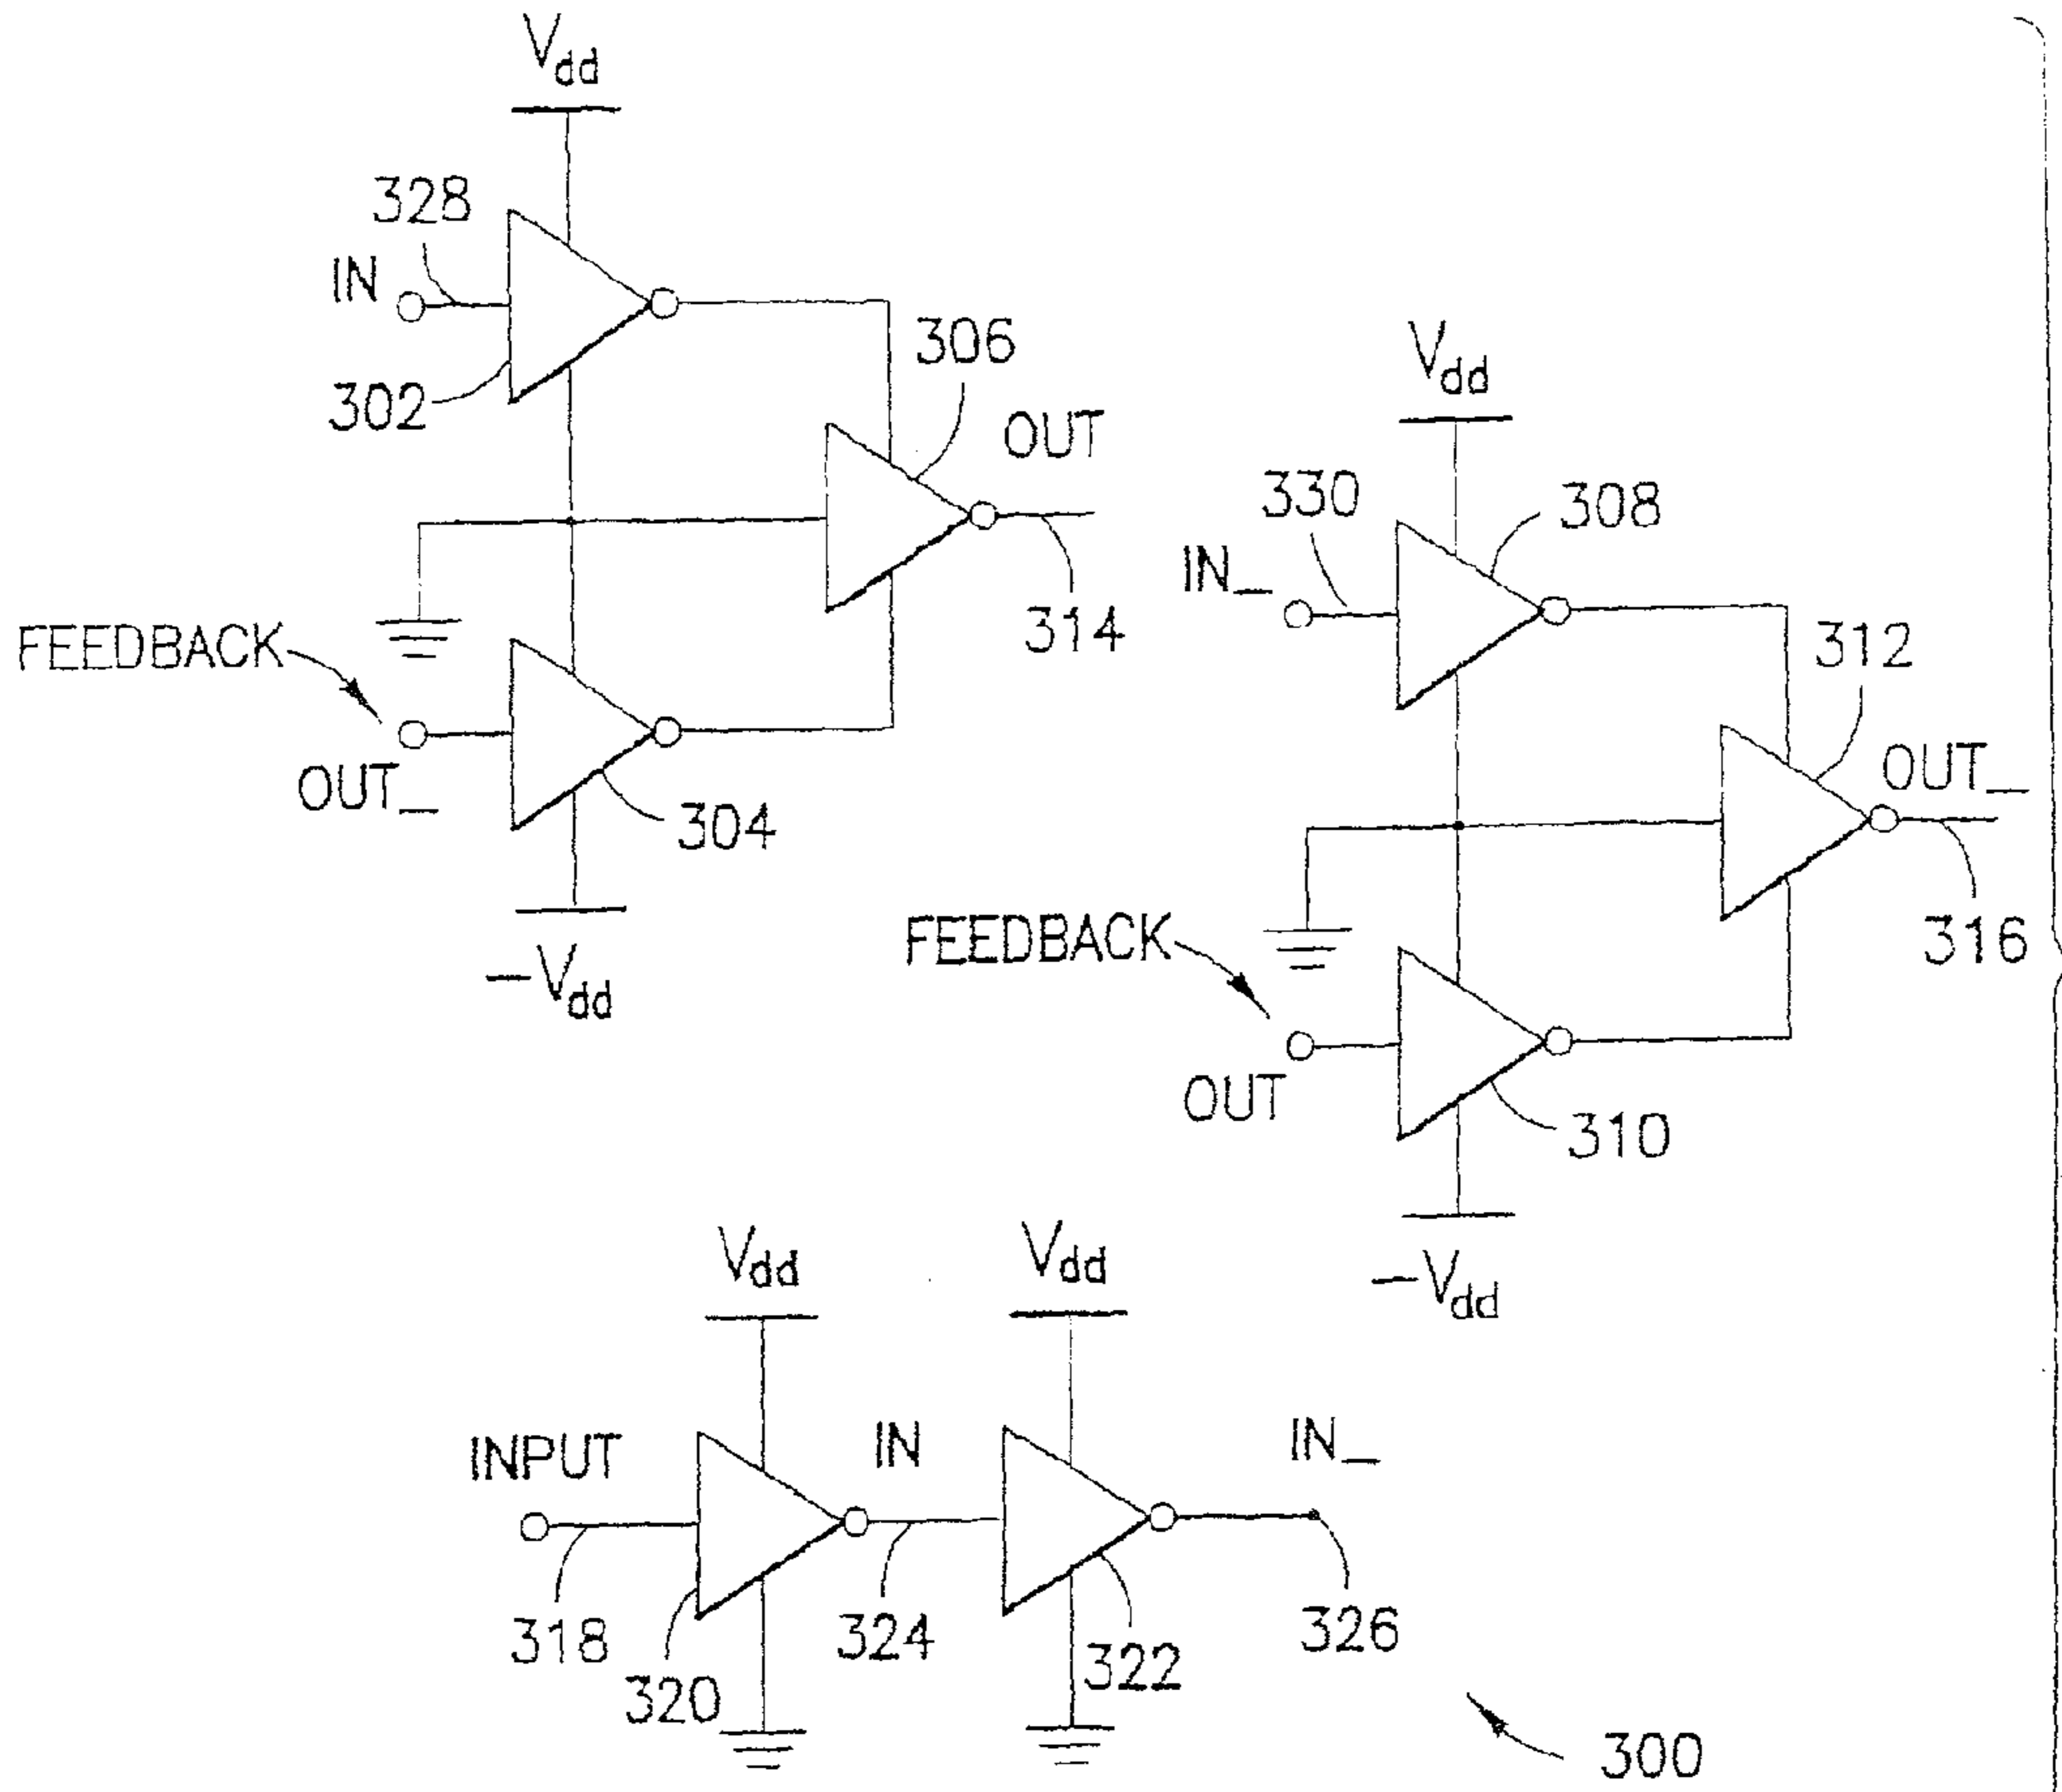 Vdd
328
IN
302
306
OUT
314
FEEDBACK
OUT_
304
-Vdd
Vdd
330
IN_
308
312
OUT_
316
FEEDBACK
OUT
310
-Vdd
Vdd
Vdd
INPUT
IN
IN_
318
320
324
322
326
300